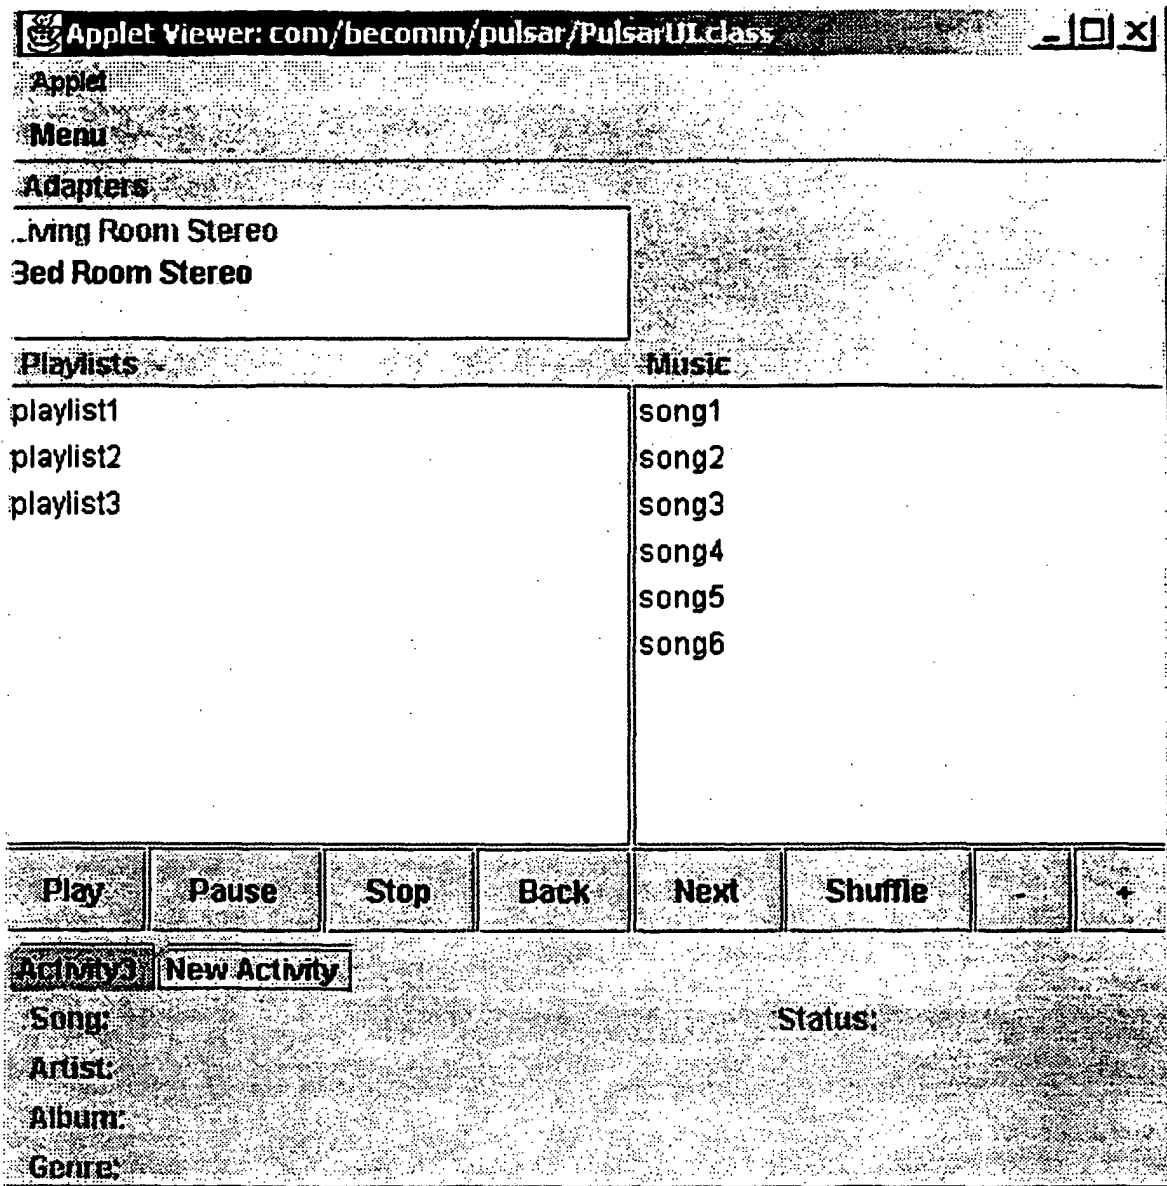 Applet Viewer: com/becomm/pulsar/PulsarUI.class
Applet
Menu
Adapters
Living Room Stereo
Bed Room Stereo
Playlists Music
playlist1 song1
playlist2 song2
playlist3 song3
song4
song5
song6
Play Pause Stop Back Next Shuffle - +
Activity3 New Activity
Song: Status:
Artist:
Album:
Genre: